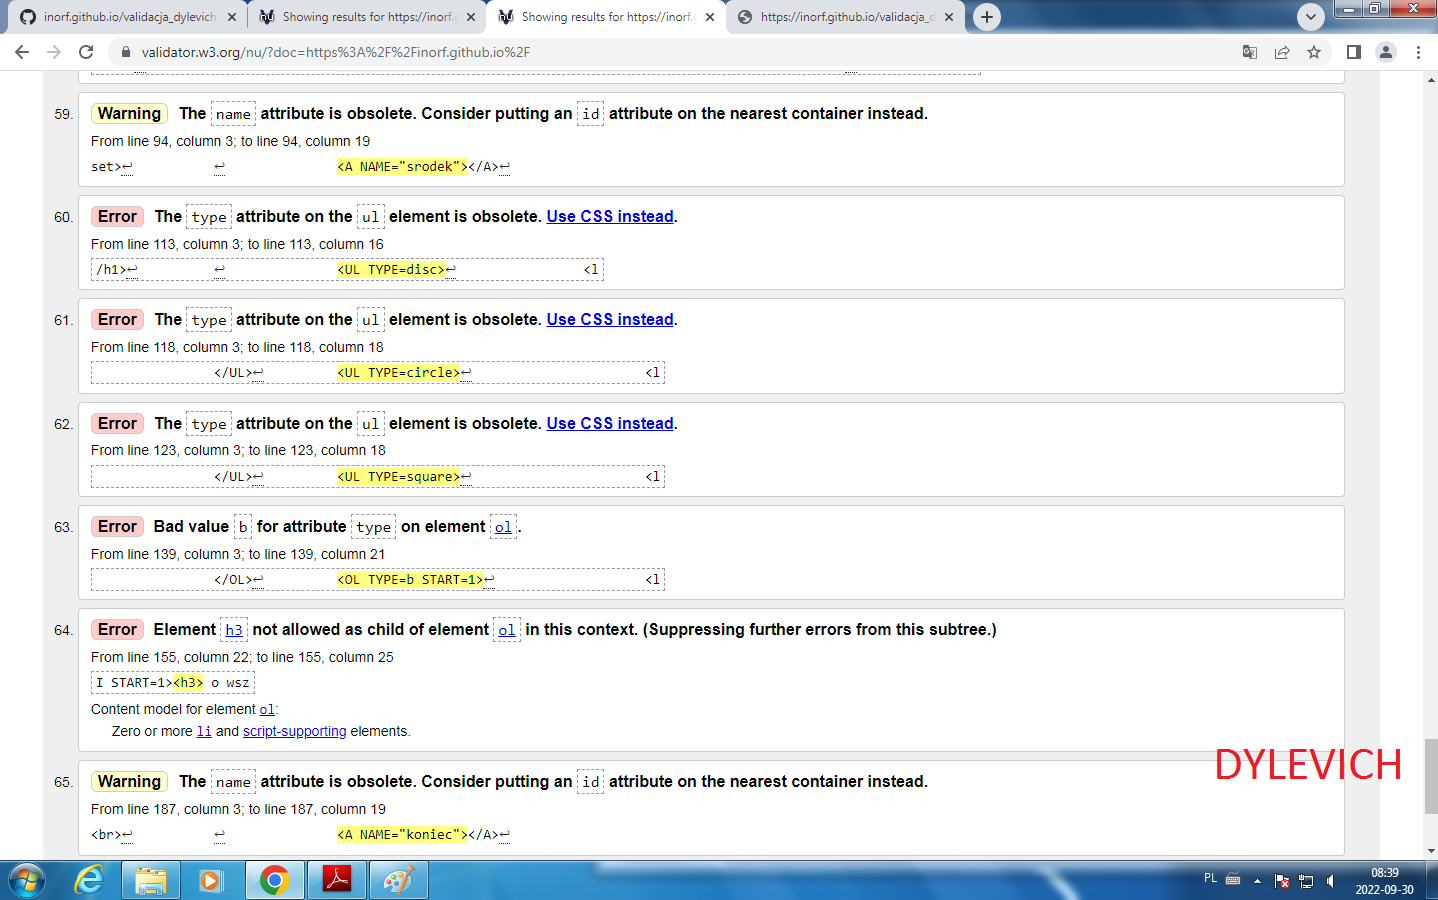 inorf.github.io/validacja_dylevich
Showing results for https://inorf.g
Showing results for https://inorf.g
https://inorf.github.io/validacja_d
validator.w3.org/nu/?doc=https%3A%2F%2Finorf.github.io%2F
59. Warning The name attribute is obsolete. Consider putting an id attribute on the nearest container instead.
From line 94, column 3; to line 94, column 19
set>↩ ↩ <A NAME="srodek"></A>↩
60. Error The type attribute on the ul element is obsolete. Use CSS instead.
From line 113, column 3; to line 113, column 16
/h1>↩ ↩ <UL TYPE=disc>↩ <l
61. Error The type attribute on the ul element is obsolete. Use CSS instead.
From line 118, column 3; to line 118, column 18
</UL>↩ <UL TYPE=circle>↩ <l
62. Error The type attribute on the ul element is obsolete. Use CSS instead.
From line 123, column 3; to line 123, column 18
</UL>↩ <UL TYPE=square>↩ <l
63. Error Bad value b for attribute type on element ol.
From line 139, column 3; to line 139, column 21
</OL>↩ <OL TYPE=b START=1>↩ <l
64. Error Element h3 not allowed as child of element ol in this context. (Suppressing further errors from this subtree.)
From line 155, column 22; to line 155, column 25
I START=1><h3> o wsz
Content model for element ol:
Zero or more li and script-supporting elements.
DYLEVICH
65. Warning The name attribute is obsolete. Consider putting an id attribute on the nearest container instead.
From line 187, column 3; to line 187, column 19
<br>↩ ↩ <A NAME="koniec"></A>↩
PL
08:39
2022-09-30